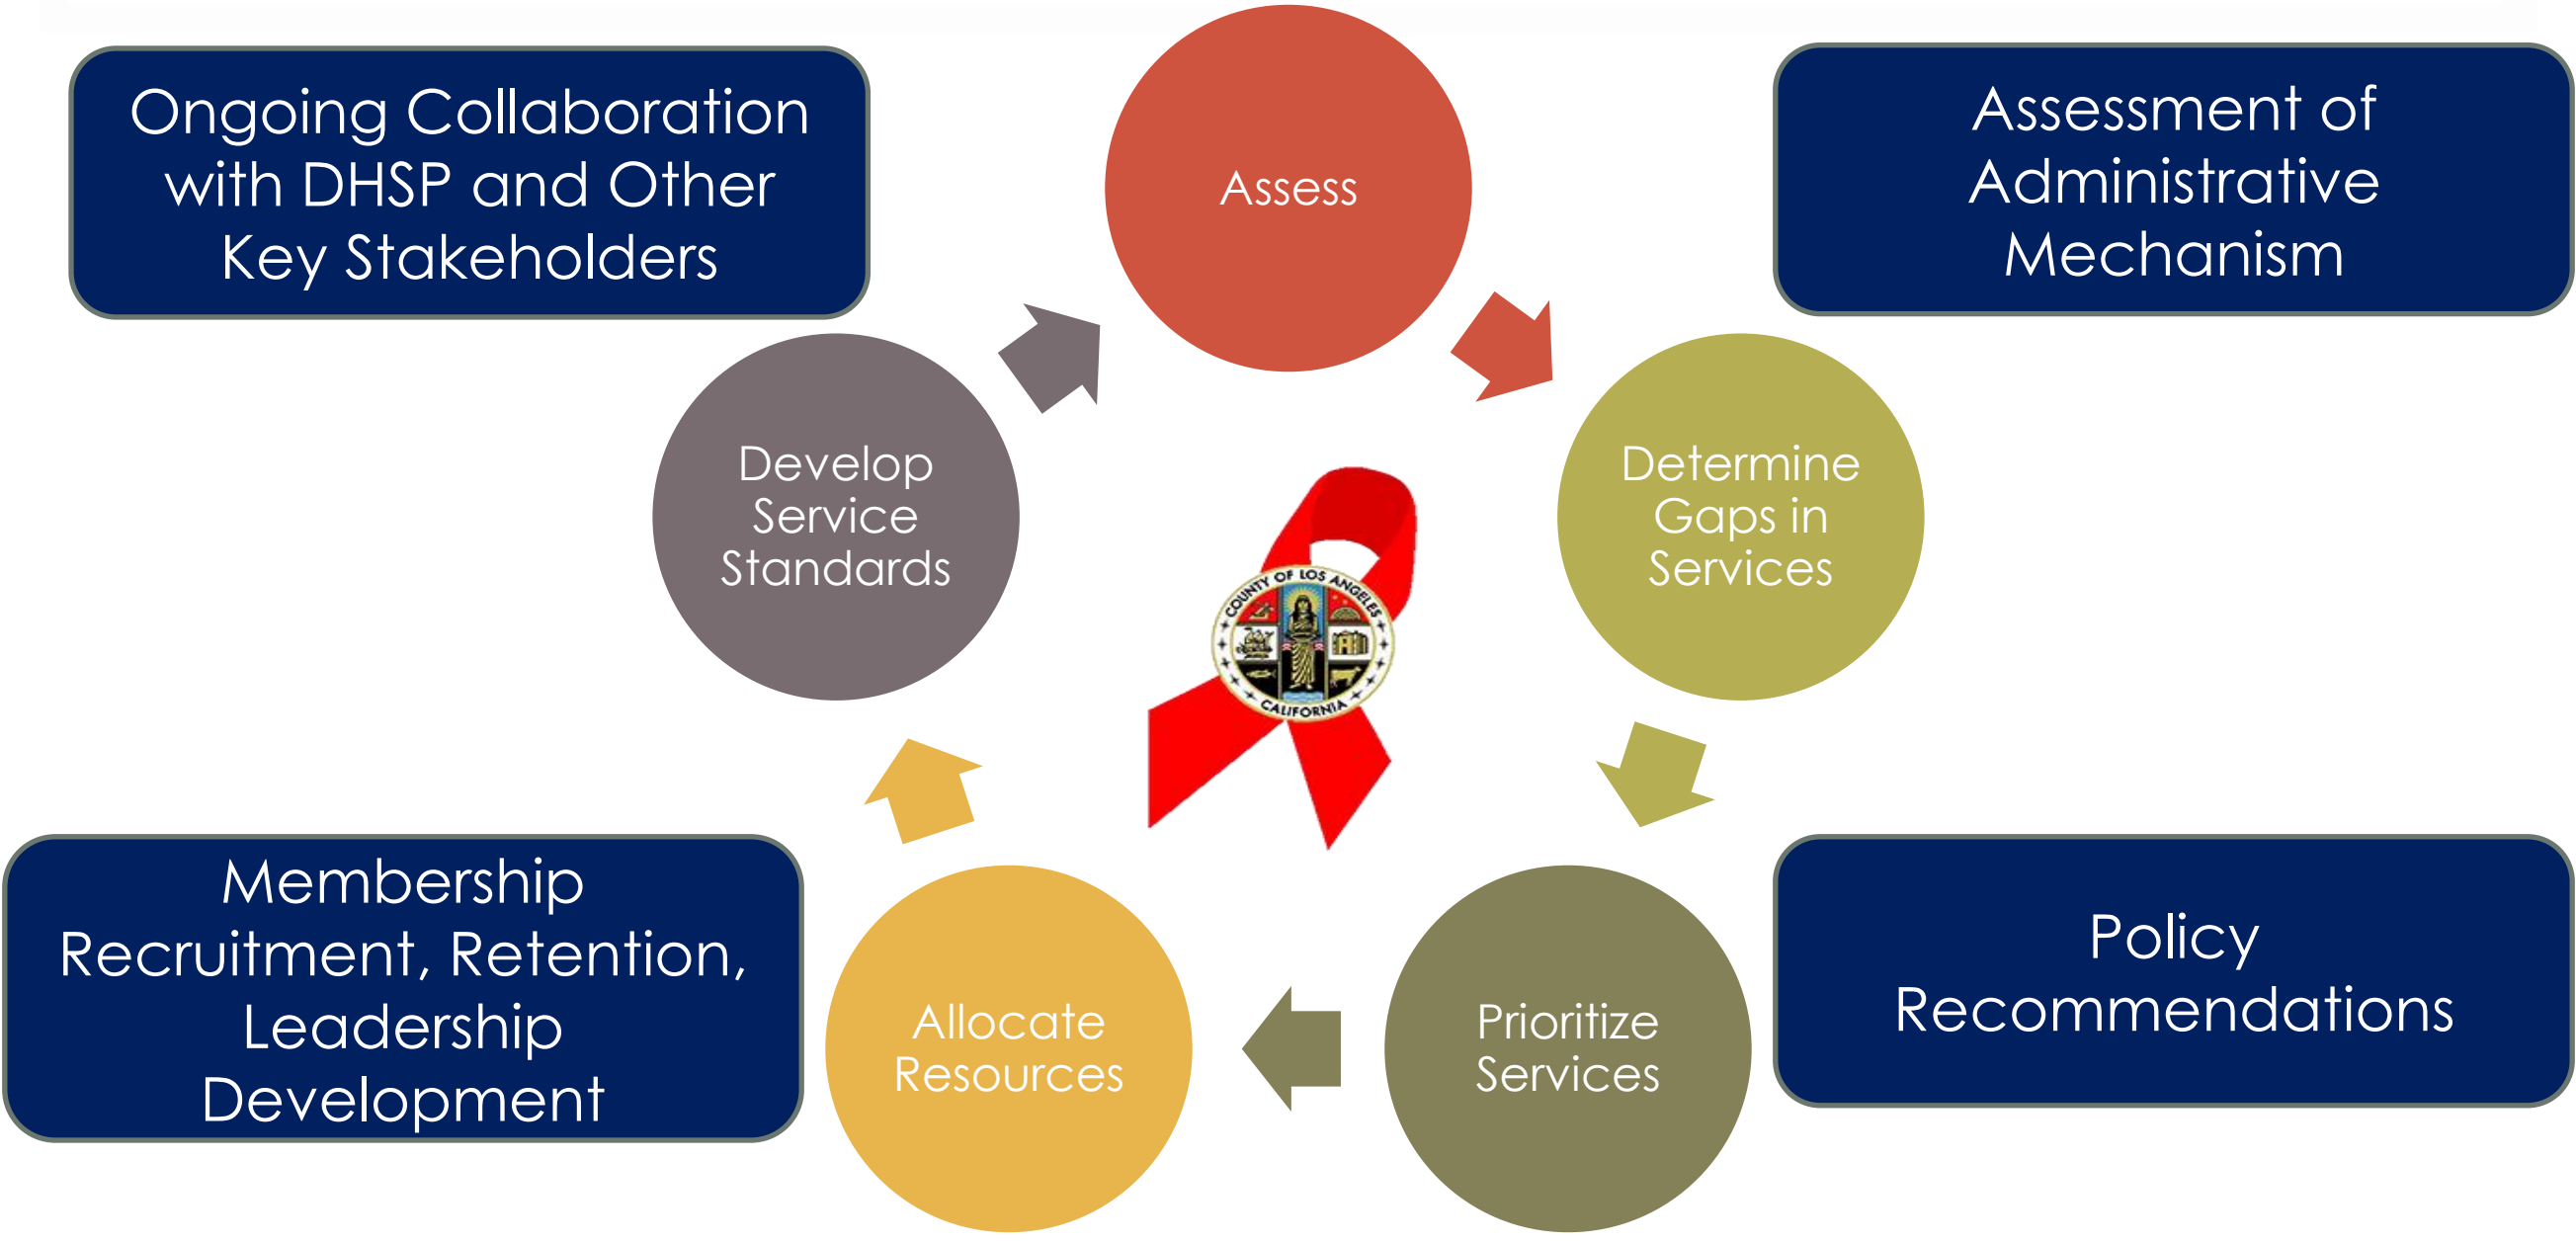 Ongoing Collaboration
with DHSP and Other
Key Stakeholders
Assess
Assessment of
Administrative
Mechanism
Develop
Service
Standards
Determine
Gaps in
Services
COUNTY OF LOS ANGELES
CALIFORNIA
Membership
Recruitment, Retention,
Leadership
Development
Allocate
Resources
Prioritize
Services
Policy
Recommendations